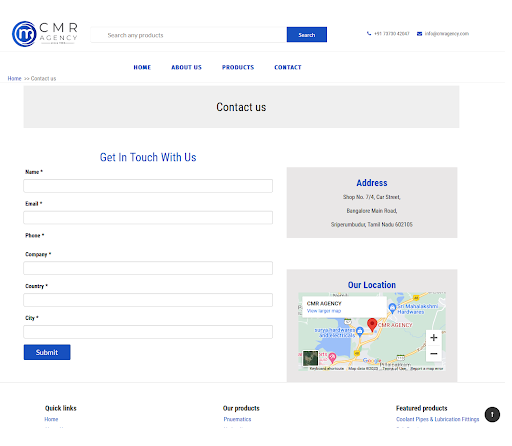 CMR
AGENCY
Search any products
Search
+91 73730 42047
info@cmragency.com
HOME
ABOUT US
PRODUCTS
CONTACT
Home >> Contact us
Contact us
Get In Touch With Us
Name *
Email *
Phone *
Company *
Country *
City *
Submit
Address
Shop No. 7/4, Car Street,
Bangalore Main Road,
Sriperumbudur, Tamil Nadu 602105
Our Location
CMR AGENCY
View larger map
Sri Mahalakshmi
Hardwares
CMR AGENCY
surya hardwares
and electricals
Google
Keyboard shortcuts
Map data ©2025
Terms of Use
Report a map error
Quick links
Home
Our products
Pnuematics
Featured products
Coolant Pipes & Lubrication Fittings